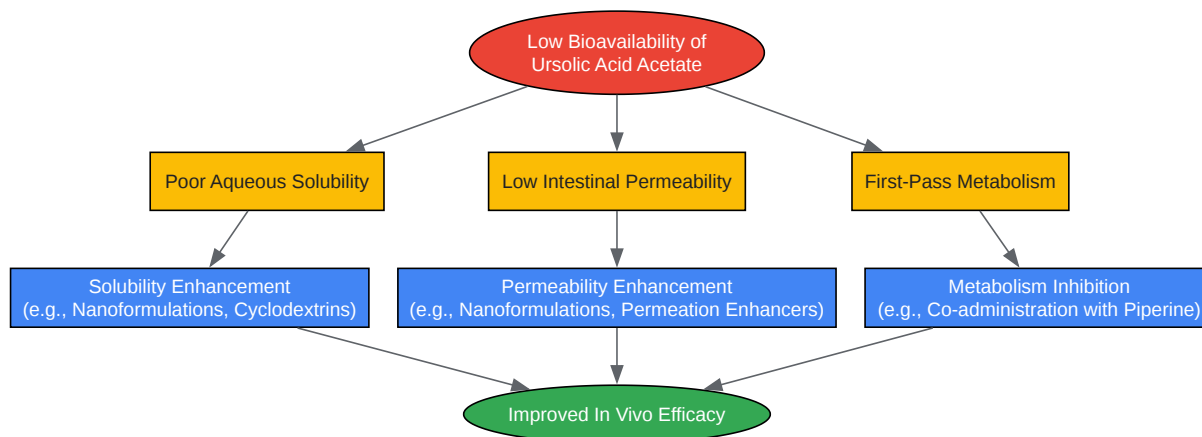 Low Bioavailability of
Ursolic Acid Acetate
Poor Aqueous Solubility
Low Intestinal Permeability
First-Pass Metabolism
Solubility Enhancement
(e.g., Nanoformulations, Cyclodextrins)
Permeability Enhancement
(e.g., Nanoformulations, Permeation Enhancers)
Metabolism Inhibition
(e.g., Co-administration with Piperine)
Improved In Vivo Efficacy